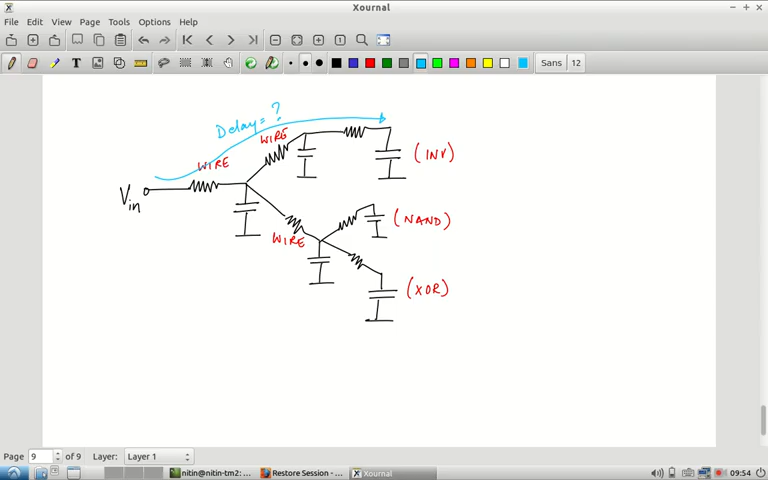 Xournal
File Edit View Page Tools Options Help
Sans 12
Delay = ?
WIRE
WIRE
(INV)
Vin
(NAND)
WIRE
(XOR)
Page 9 of 9 Layer: Layer 1
nitin@nitin-tm2: ... Restore Session - ... Xournal 09:54